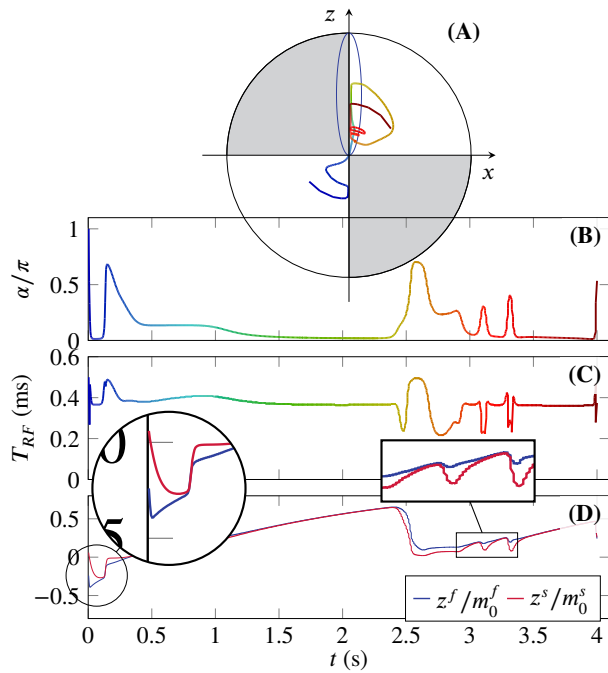 z
(A)
x
(B)
1
0.5
0
α/π
(C)
0.6
0.4
0.2
0
T_RF (ms)
(D)
0.5
0
−0.5
0
5
z^f/m_0^f z^s/m_0^s
0 0.5 1 1.5 2 2.5 3 3.5 4
t (s)